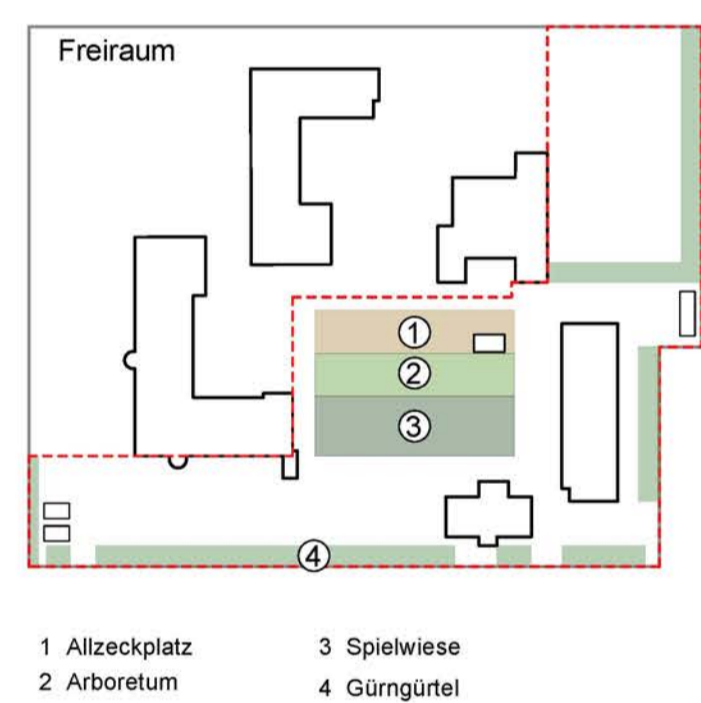 Freiraum
1
2
3
4
1 Allzeckplatz
2 Arboretum
3 Spielwiese
4 Gürngürtel